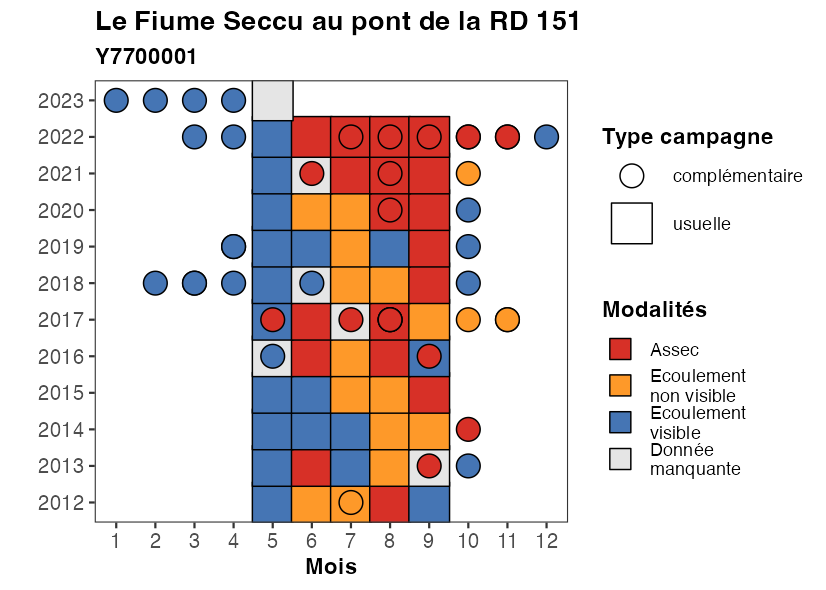 Le Fiume Seccu au pont de la RD 151
Y7700001
2023
2022
2021
2020
2019
2018
2017
2016
2015
2014
2013
2012
1 2 3 4 5 6 7 8 9 10 11 12
Mois
Type campagne
complémentaire
usuelle
Modalités
Assec
Ecoulement
non visible
Ecoulement
visible
Donnée
manquante